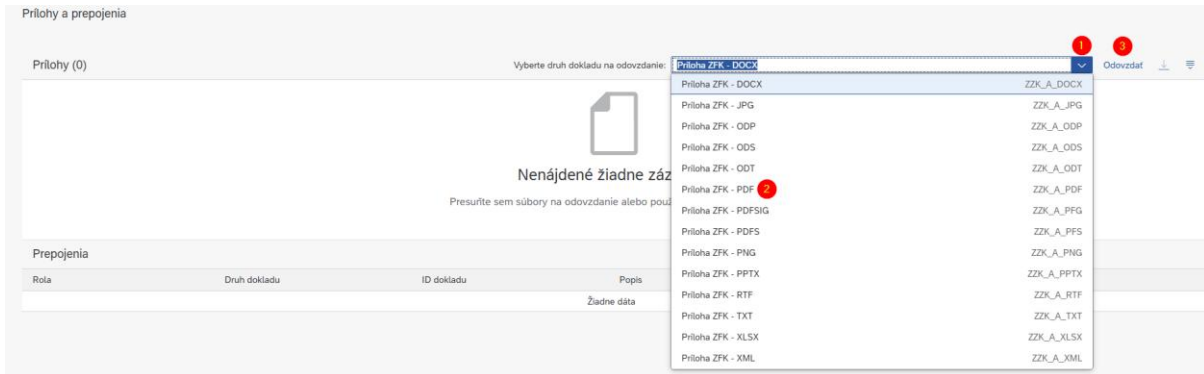 Prílohy a prepojenia
1 3
Prílohy (0) Vyberte druh dokladu na odovzdanie: Príloha ZFK - DOCX Odovzdať
Príloha ZFK - DOCX ZZK_A_DOCX
Príloha ZFK - JPG ZZK_A_JPG
Príloha ZFK - ODP ZZK_A_ODP
Príloha ZFK - ODS ZZK_A_ODS
Nenájdené žiadne záz
Príloha ZFK - ODT ZZK_A_ODT
Príloha ZFK - PDF 2 ZZK_A_PDF
Presuňte sem súbory na odovzdanie alebo použ
Príloha ZFK - PDFSIG ZZK_A_PFG
Príloha ZFK - PDFS ZZK_A_PFS
Prepojenia
Príloha ZFK - PNG ZZK_A_PNG
Rola Druh dokladu ID dokladu Popis
Príloha ZFK - PPTX ZZK_A_PPTX
Žiadne dáta
Príloha ZFK - RTF ZZK_A_RTF
Príloha ZFK - TXT ZZK_A_TXT
Príloha ZFK - XLSX ZZK_A_XLSX
Príloha ZFK - XML ZZK_A_XML